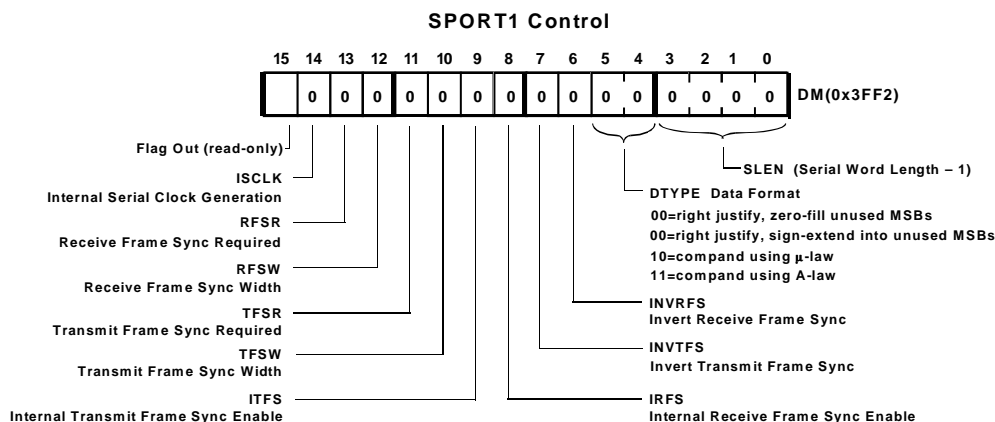 SPORT1 Control
15 14 13 12 11 10 9 8 7 6 5 4 3 2 1 0
0 0 0 0 0 0 0 0 0 0 0 0 0 0 0 DM(0x3FF2)
Flag Out (read-only)
ISCLK
Internal Serial Clock Generation
RFSR
Receive Frame Sync Required
RFSW
Receive Frame Sync Width
TFSR
Transmit Frame Sync Required
TFSW
Transmit Frame Sync Width
ITFS
Internal Transmit Frame Sync Enable
SLEN (Serial Word Length – 1)
DTYPE Data Format
00=right justify, zero-fill unused MSBs
00=right justify, sign-extend into unused MSBs
10=compand using μ-law
11=compand using A-law
INVRFS
Invert Receive Frame Sync
INVTFS
Invert Transmit Frame Sync
IRFS
Internal Receive Frame Sync Enable